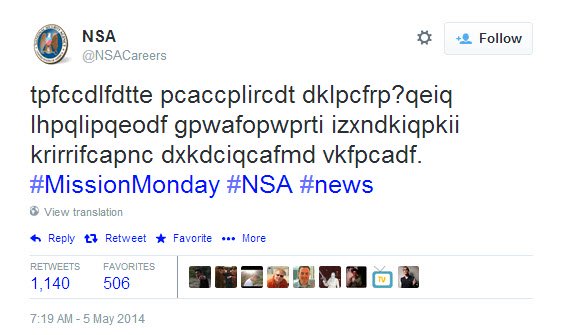 NSA
@NSACareers
Follow
tpfccdlfdtte pcaccplircdt dklpcfrp?qeiq
lhpqlipqeodf gpwafopwprti izxndkiqpkii
krirrifcapnc dxkdciqcafmd vkfpcadf.
#MissionMonday #NSA #news
View translation
Reply Retweet Favorite ••• More
RETWEETS FAVORITES
1,140 506
TV
7:19 AM - 5 May 2014